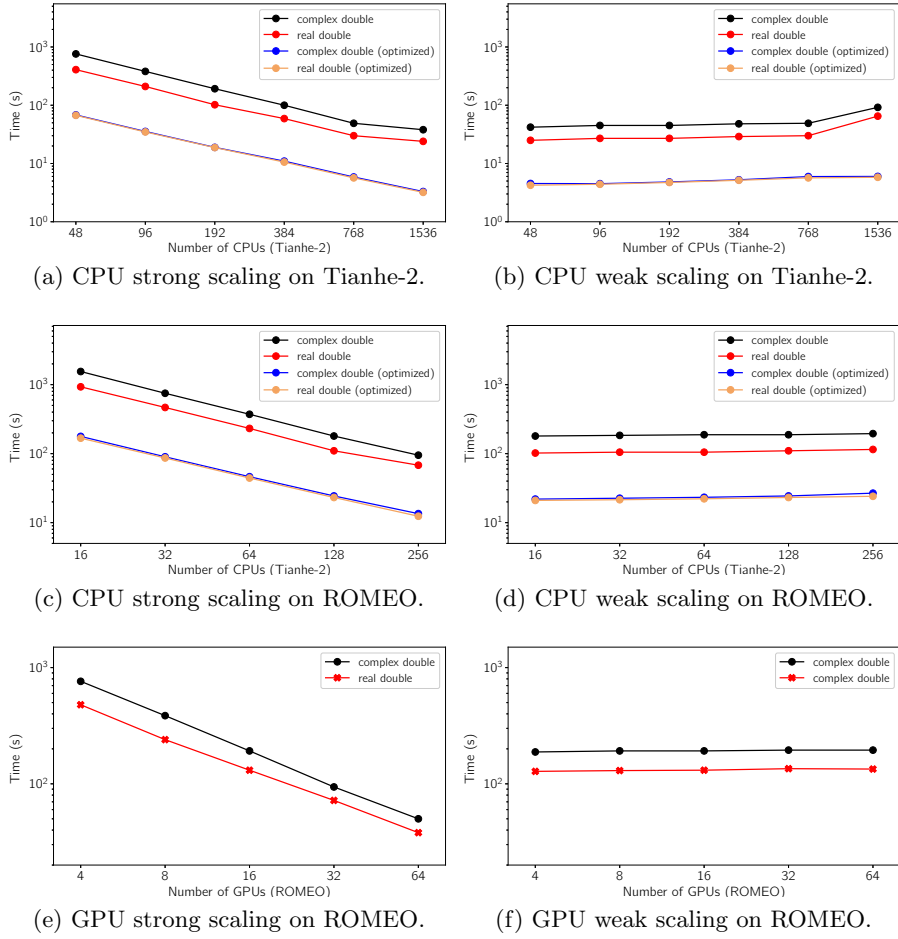 complex double
real double
complex double (optimized)
real double (optimized)
10³
10²
10¹
10⁰
Time (s)
48 96 192 384 768 1536
Number of CPUs (Tianhe-2)
(a) CPU strong scaling on Tianhe-2.
complex double
real double
complex double (optimized)
real double (optimized)
10³
10²
10¹
10⁰
Time (s)
48 96 192 384 768 1536
Number of CPUs (Tianhe-2)
(b) CPU weak scaling on Tianhe-2.
complex double
real double
complex double (optimized)
real double (optimized)
10³
10²
10¹
Time (s)
16 32 64 128 256
Number of CPUs (Tianhe-2)
(c) CPU strong scaling on ROMEO.
complex double
real double
complex double (optimized)
real double (optimized)
10³
10²
10¹
Time (s)
16 32 64 128 256
Number of CPUs (Tianhe-2)
(d) CPU weak scaling on ROMEO.
complex double
real double
10³
10²
Time (s)
4 8 16 32 64
Number of GPUs (ROMEO)
(e) GPU strong scaling on ROMEO.
complex double
complex double
10³
10²
Time (s)
4 8 16 32 64
Number of GPUs (ROMEO)
(f) GPU weak scaling on ROMEO.